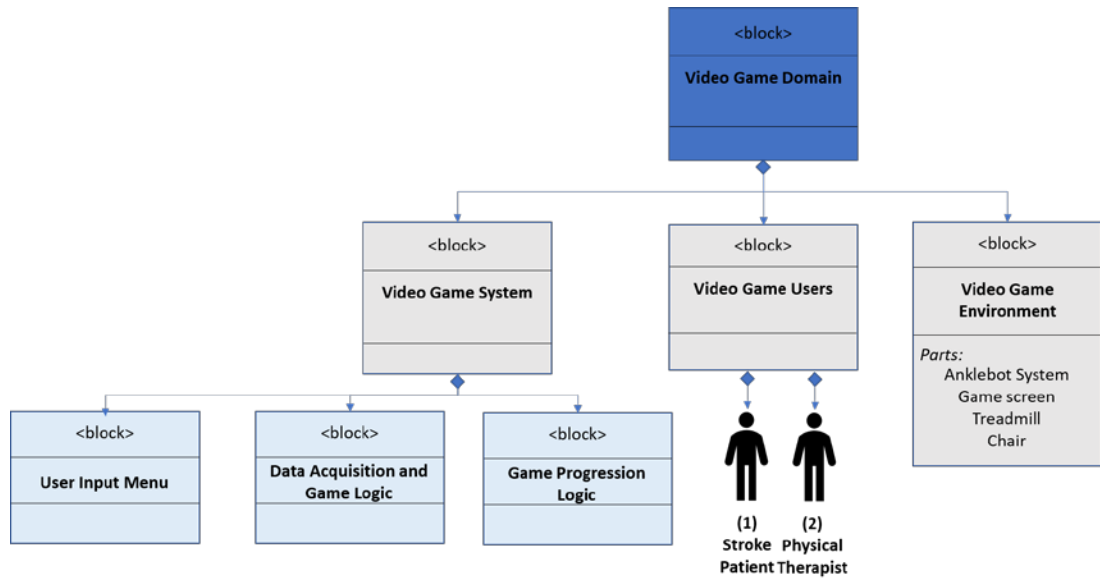 <block>
Video Game Domain
<block>
Video Game System
<block>
Video Game Users
<block>
Video Game
Environment
Parts:
Anklebot System
Game screen
Treadmill
Chair
<block>
User Input Menu
<block>
Data Acquisition and
Game Logic
<block>
Game Progression
Logic
(1)
Stroke
Patient
(2)
Physical
Therapist